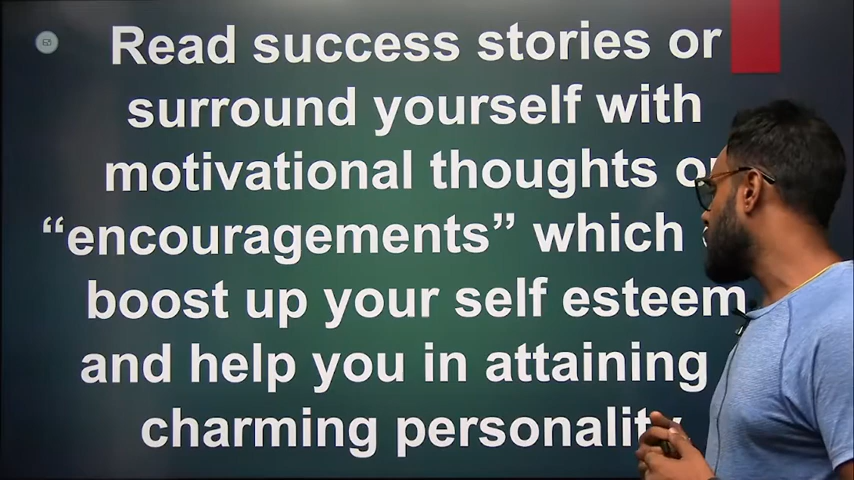 Read success stories or
surround yourself with
motivational thoughts
“encouragements” which
boost up your self esteem
and help you in attaining
charming personality